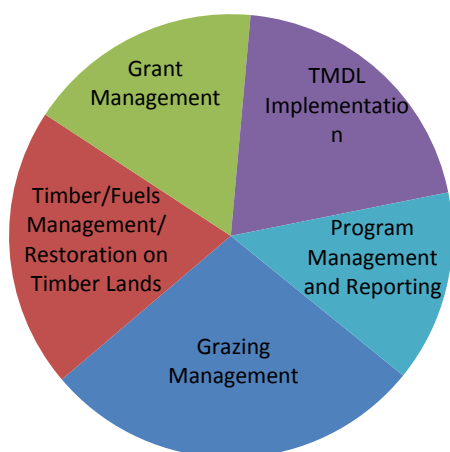 Grant
Management
TMDL
Implementatio
n
Timber/Fuels
Management/
Restoration on
Timber Lands
Program
Management
and Reporting
Grazing
Management